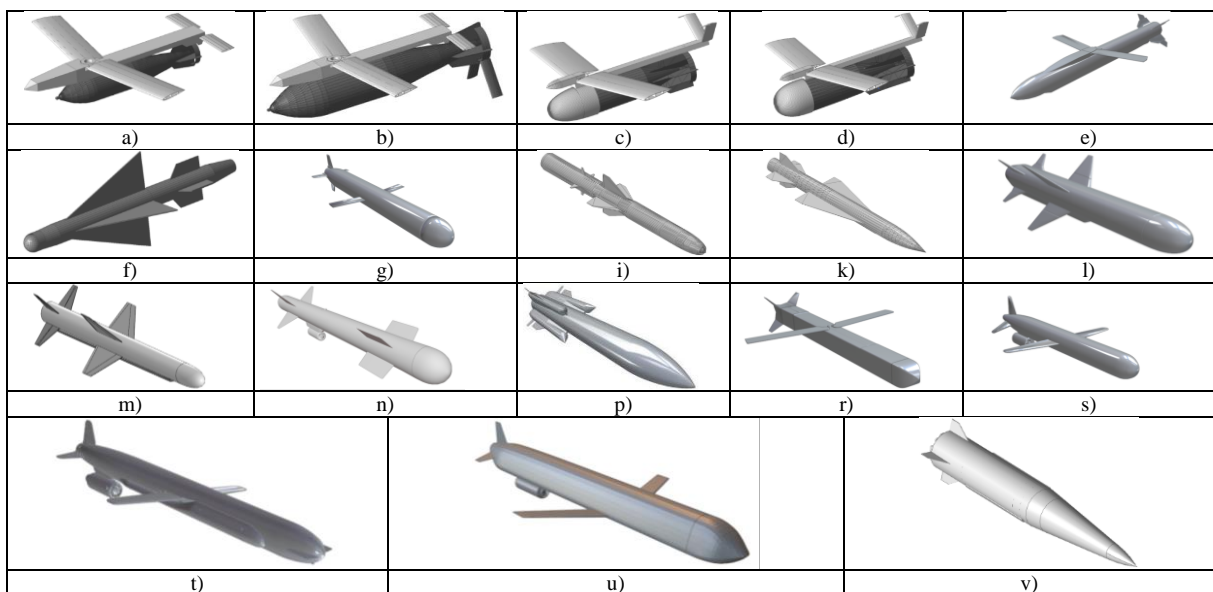 a) b) c) d) e)
f) g) i) k) l)
m) n) p) r) s)
t) u) v)